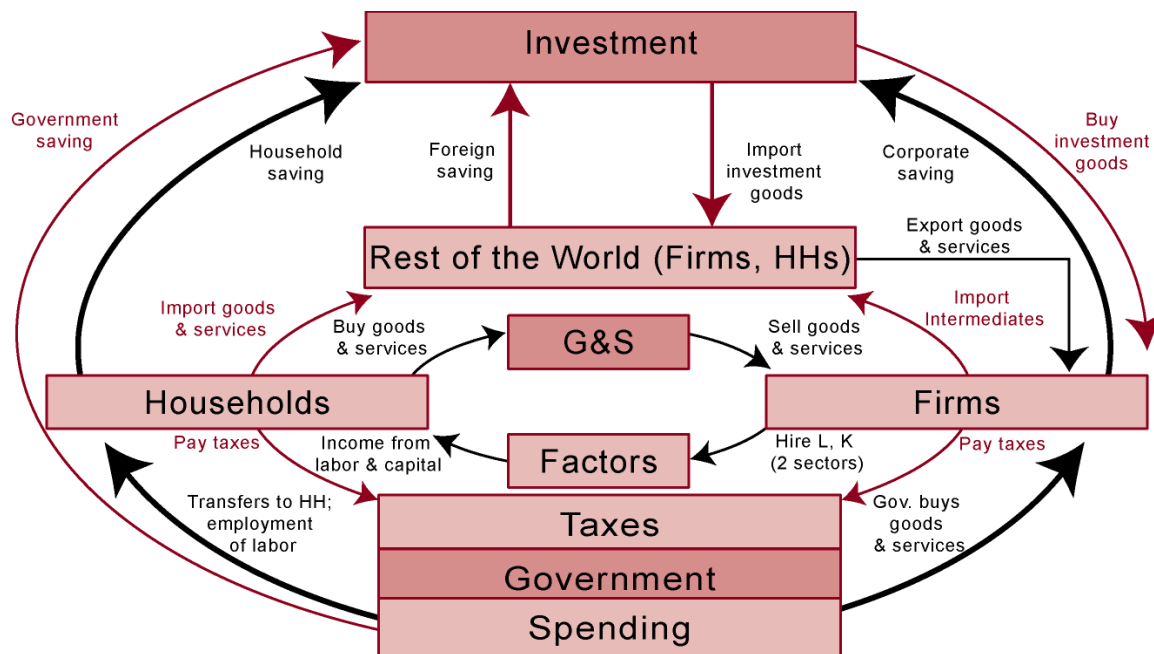 Investment
Government
saving
Household
saving
Foreign
saving
Import
investment
goods
Corporate
saving
Buy
investment
goods
Export goods
& services
Rest of the World (Firms, HHs)
Import goods
& services
Buy goods
& services
G&S
Sell goods
& services
Import
Intermediates
Households
Firms
Pay taxes
Income from
labor & capital
Factors
Hire L, K
(2 sectors)
Pay taxes
Transfers to HH;
employment
of labor
Taxes
Gov. buys
goods
& services
Government
Spending